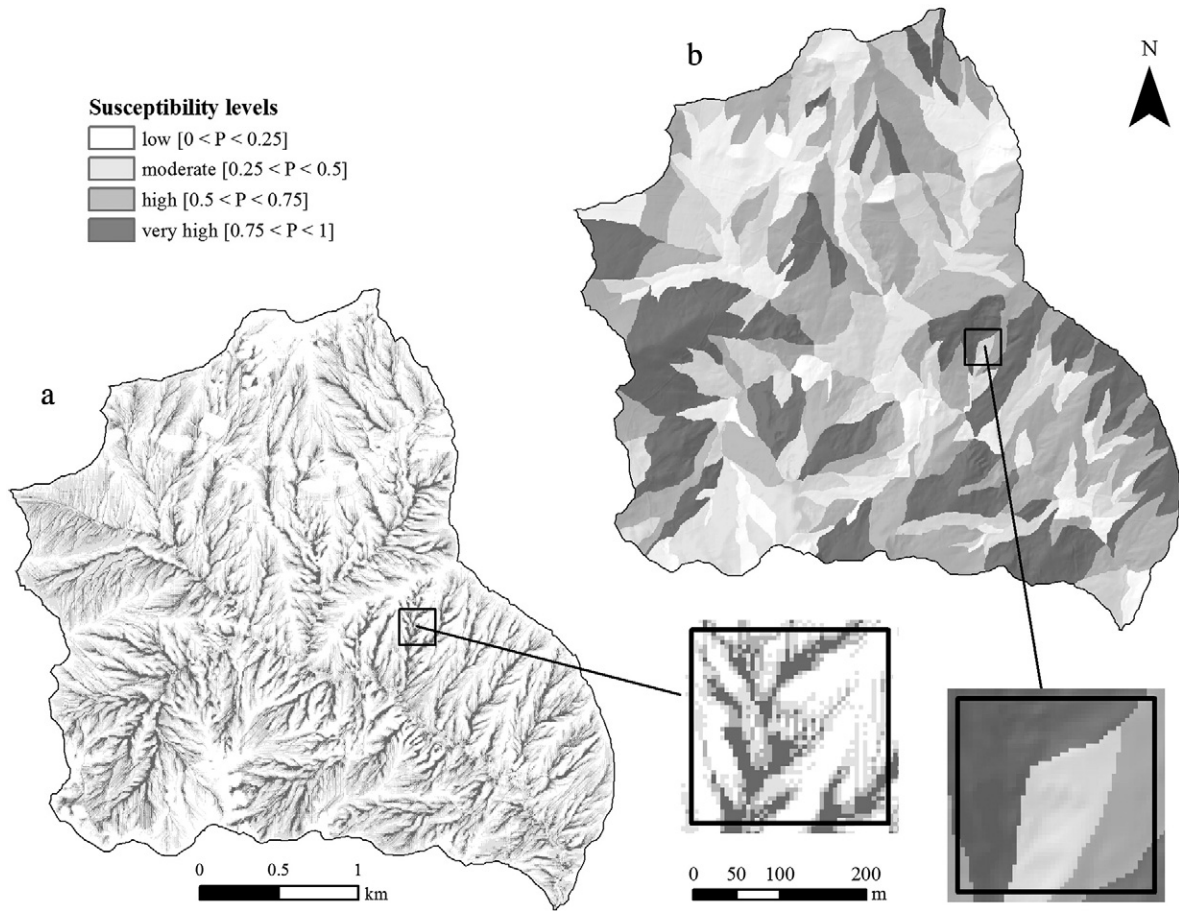 b
N
Susceptibility levels
low [0 < P < 0.25]
moderate [0.25 < P < 0.5]
high [0.5 < P < 0.75]
very high [0.75 < P < 1]
a
0 0.5 1
km
0 50 100 200
m